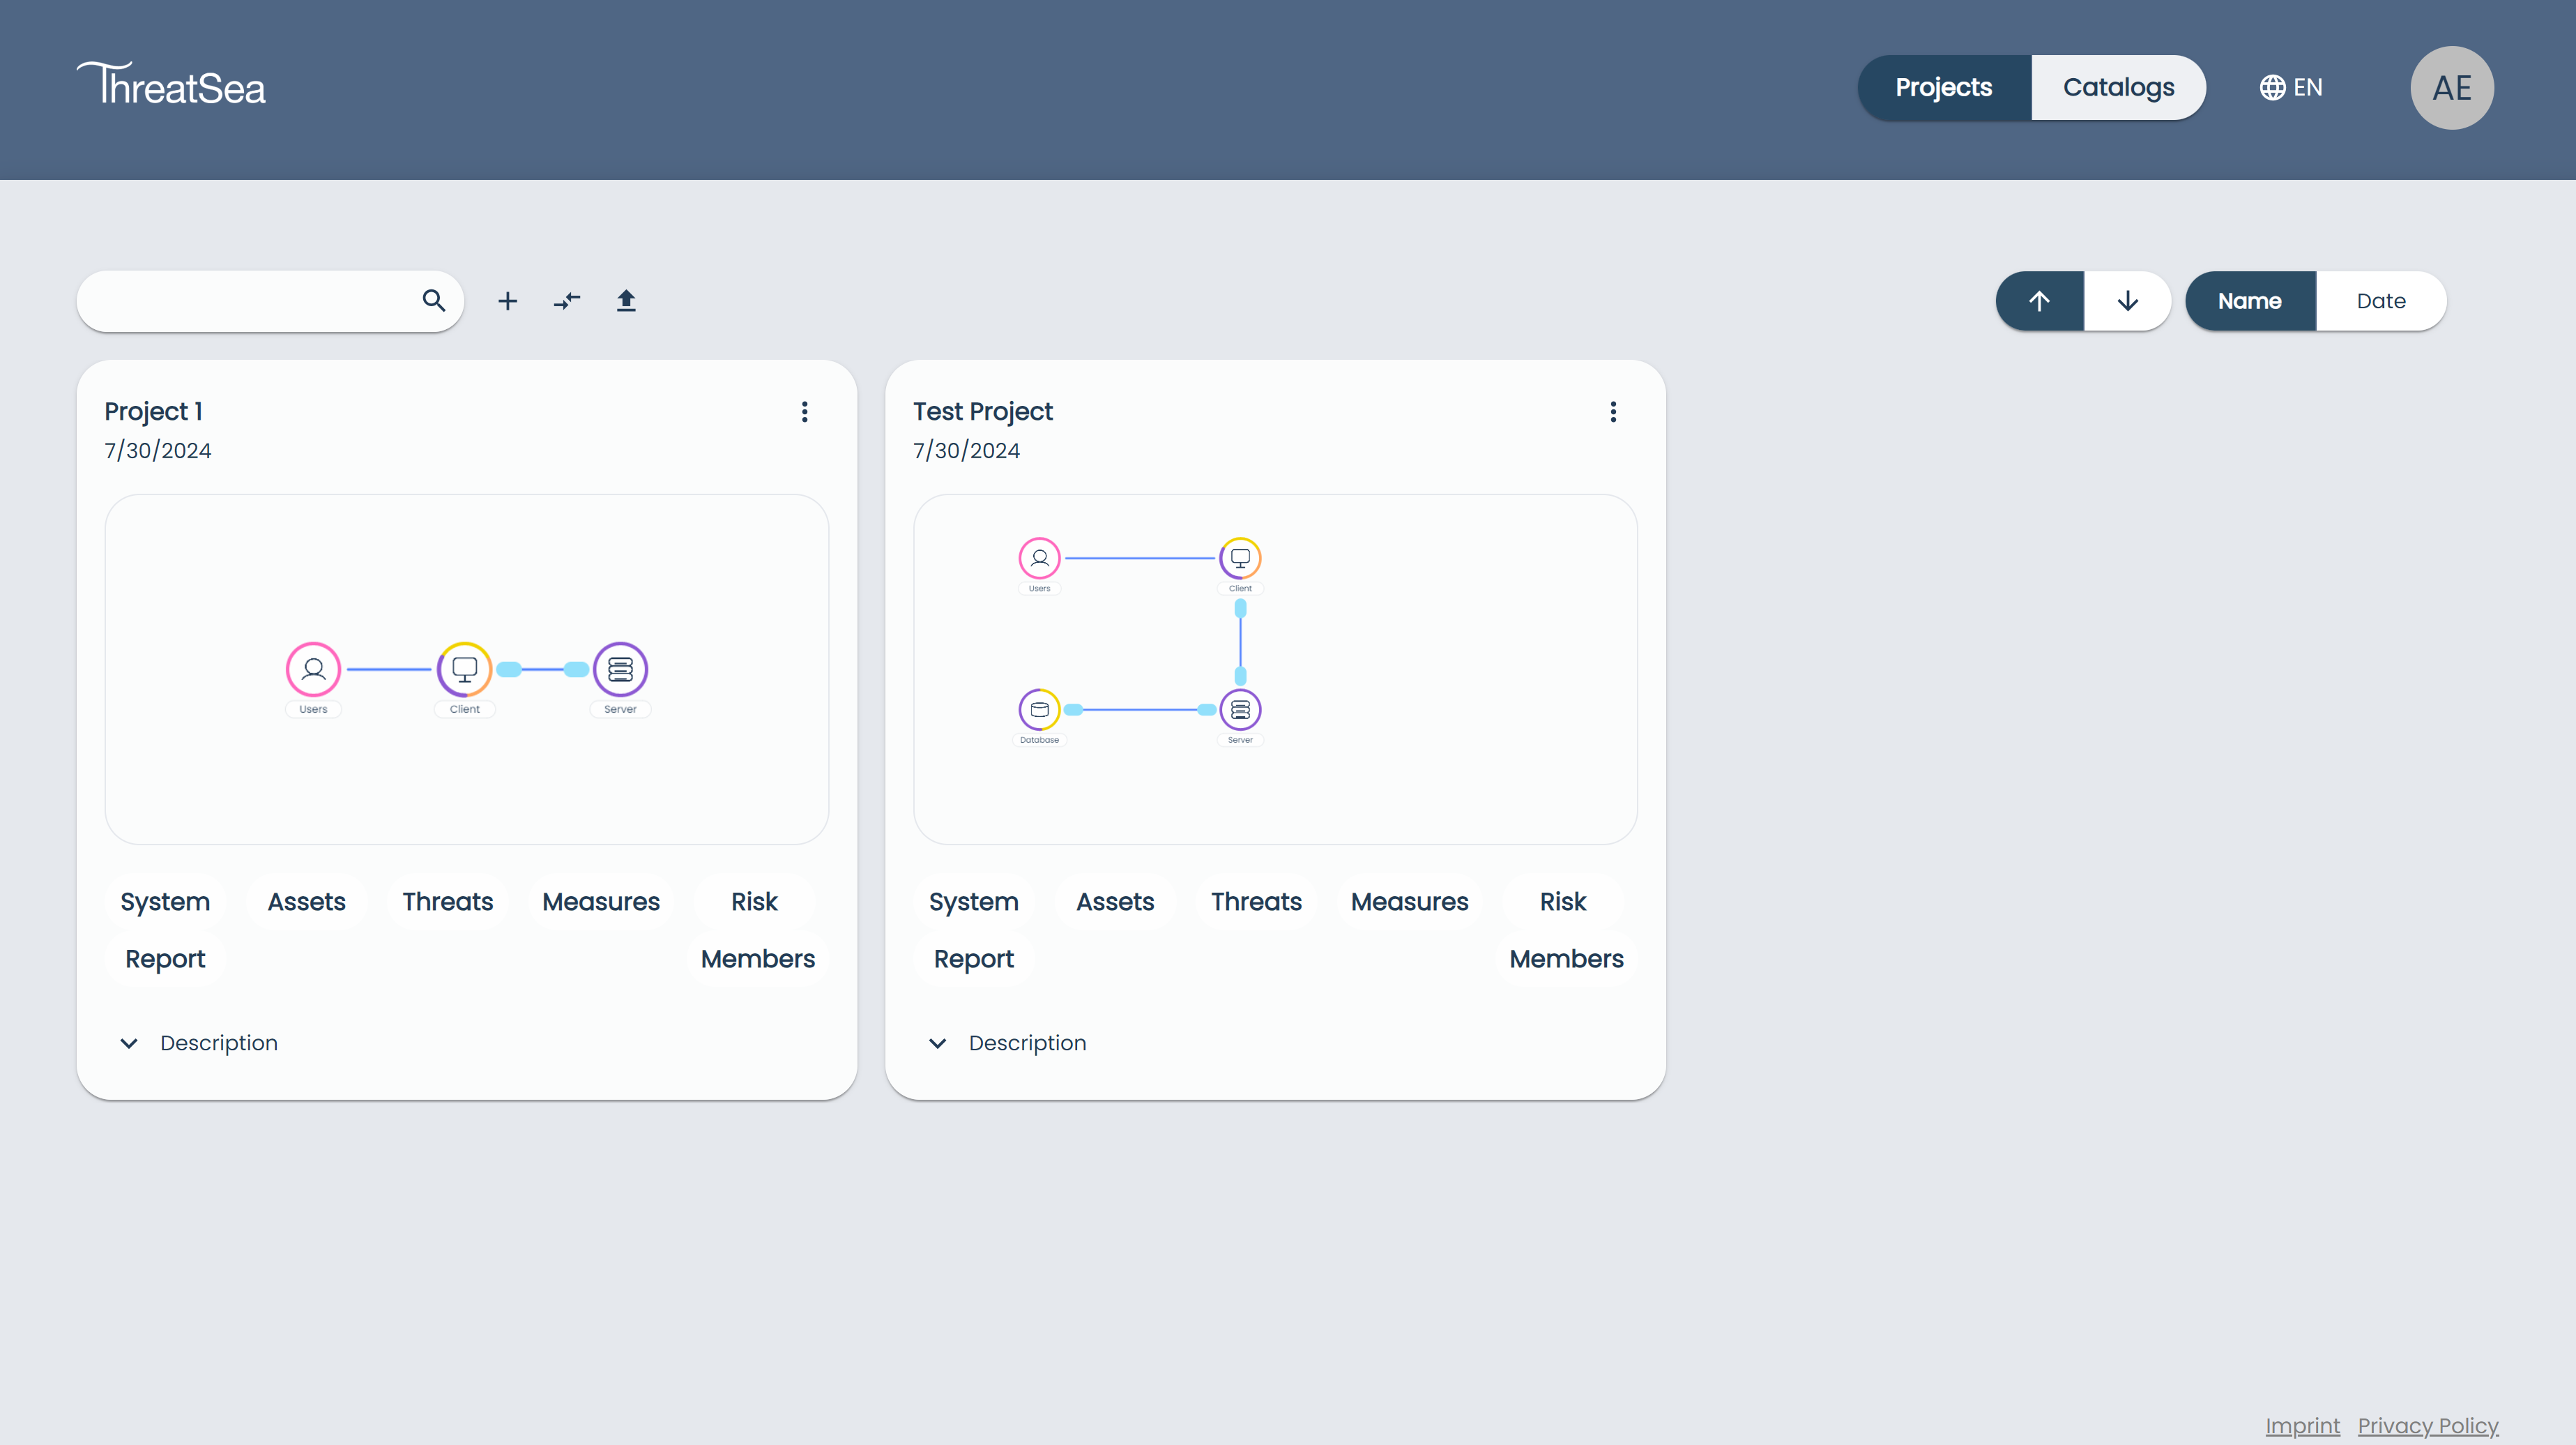 ThreatSea
Projects Catalogs EN AE
Name Date
Project 1
7/30/2024
Users Client Server
System Assets Threats Measures Risk
Report Members
Description
Test Project
7/30/2024
Users Client
Database Server
System Assets Threats Measures Risk
Report Members
Description
Imprint Privacy Policy